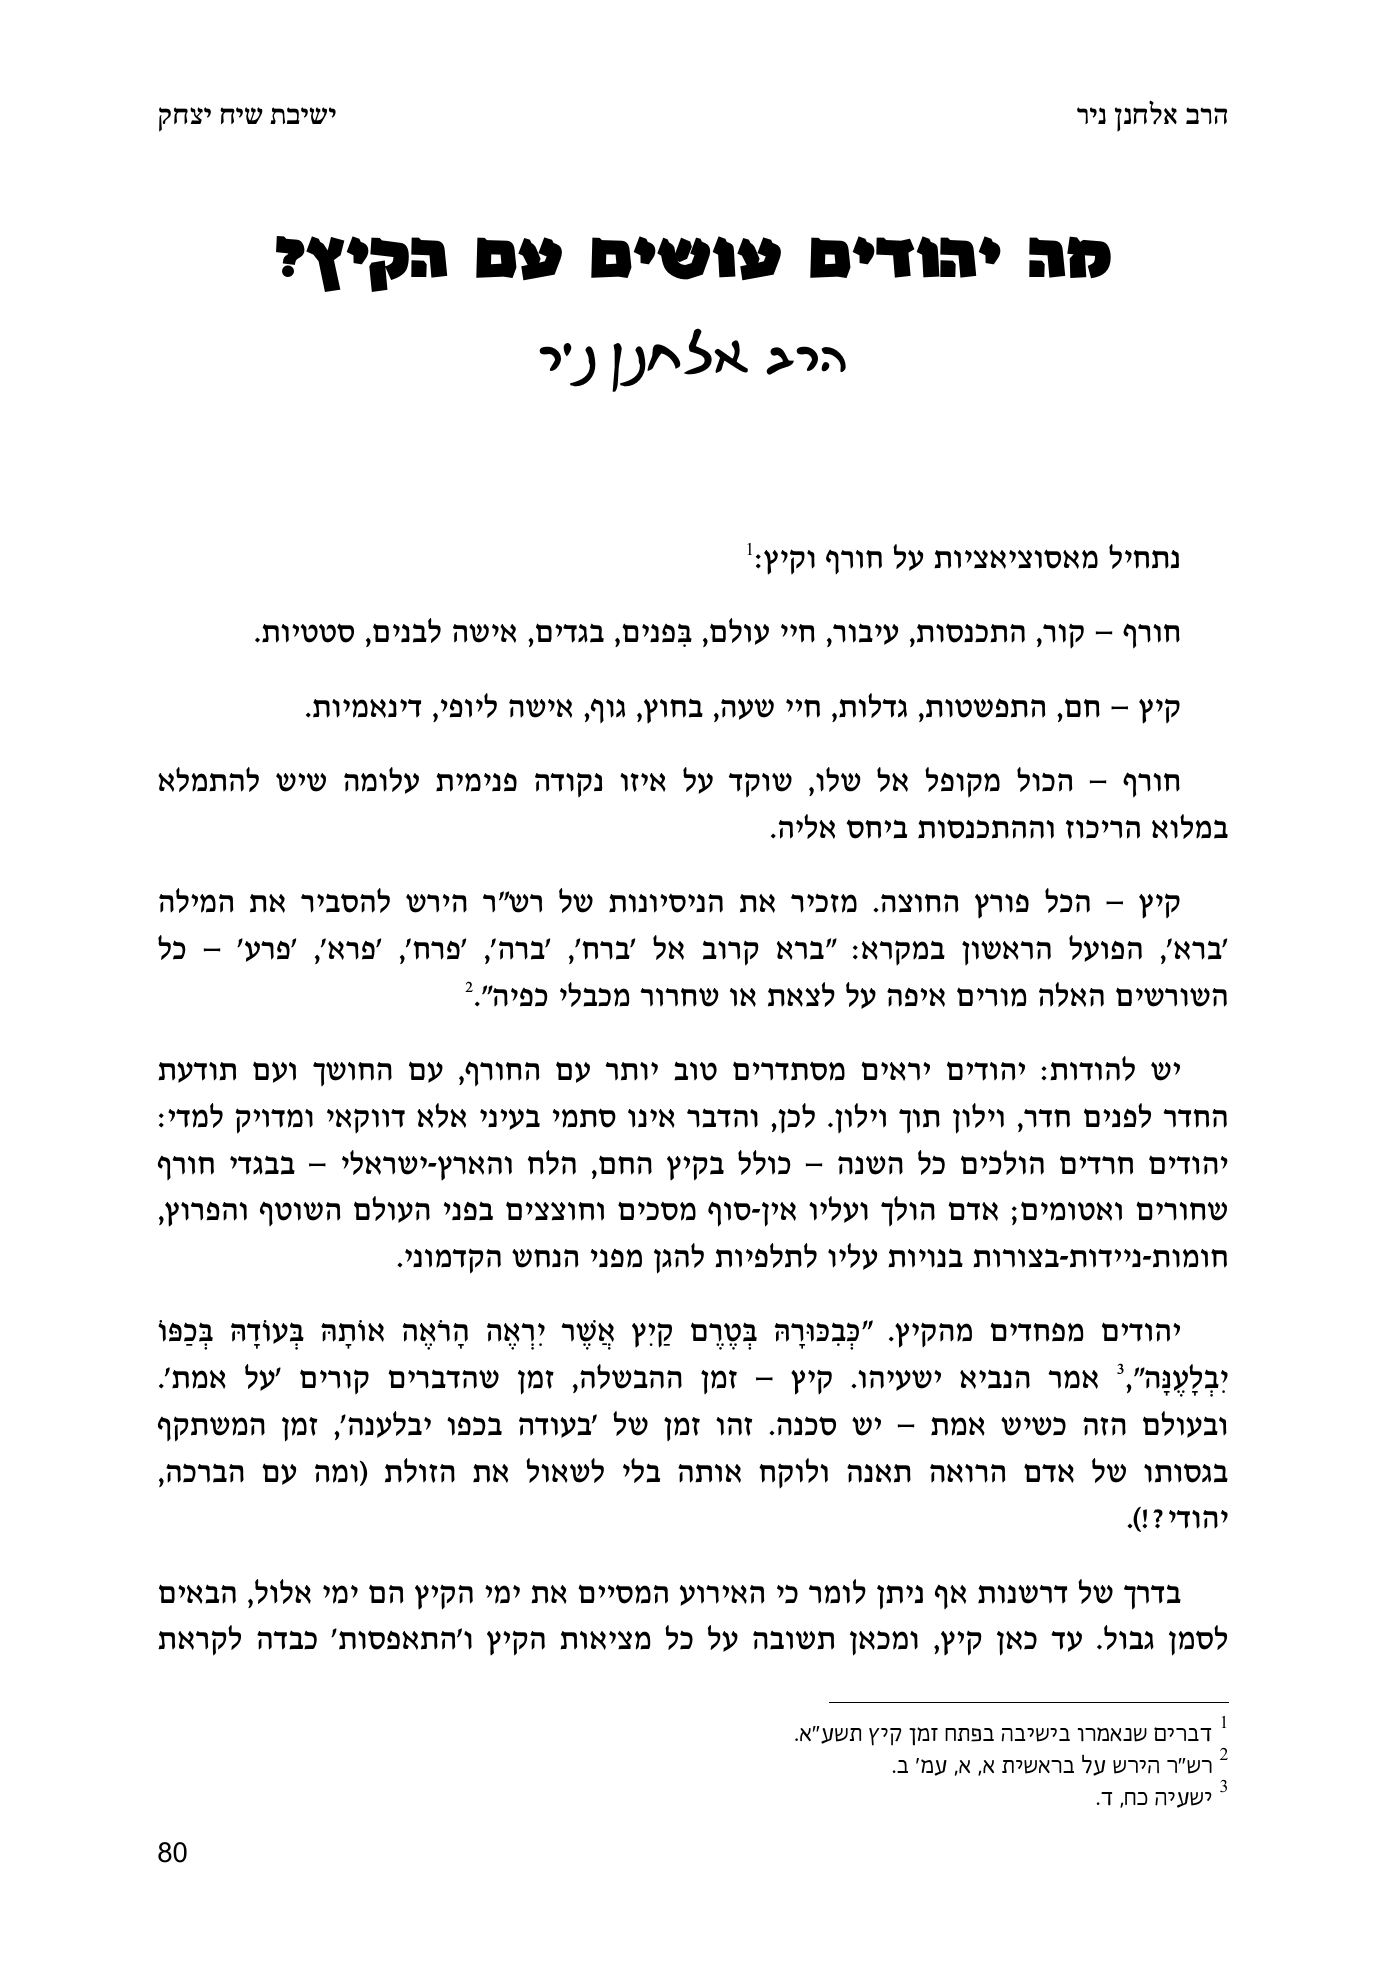 הרב אלחנן ניר
ישיבת שיח יצחק
מה יהודים עושים עם הקיץ?
הרב אלחנן ניר
נתחיל מאסוציאציות על חורף וקיץ:1
חורף – קור, התכנסות, עיבור, חיי עולם, בִּפנים, בגדים, אישה לבנים, סטטיות.
קיץ – חם, התפשטות, גדלות, חיי שעה, בחוץ, גוף, אישה ליופי, דינאמיות.
חורף – הכול מקופל אל שלו, שוקד על איזו נקודה פנימית עלומה שיש להתמלא
במלוא הריכוז וההתכנסות ביחס אליה.
קיץ – הכל פורץ החוצה. מזכיר את הניסיונות של רש"ר הירש להסביר את המילה
'ברא', הפועל הראשון במקרא: "ברא קרוב אל 'ברח', 'ברה', 'פרח', 'פרא', 'פרע' – כל
השורשים האלה מורים איפה על לצאת או שחרור מכבלי כפיה".2
יש להודות: יהודים יראים מסתדרים טוב יותר עם החורף, עם החושך ועם תודעת
החדר לפנים חדר, וילון תוך וילון. לכן, והדבר אינו סתמי בעיני אלא דווקאי ומדויק למדי:
יהודים חרדים הולכים כל השנה – כולל בקיץ החם, הלח והארץ-ישראלי – בבגדי חורף
שחורים ואטומים; אדם הולך ועליו אין-סוף מסכים וחוצצים בפני העולם השוטף והפרוץ,
חומות-ניידות-בצורות בנויות עליו לתלפיות להגן מפני הנחש הקדמוני.
יהודים מפחדים מהקיץ. "כְּבִכּוּרָהּ בְּטֶרֶם קַיִץ אֲשֶׁר יִרְאֶה הָרֹאֶה אוֹתָהּ בְּעוֹדָהּ בְּכַפּוֹ
יִבְלָעֶנָּה",3 אמר הנביא ישעיהו. קיץ – זמן ההבשלה, זמן שהדברים קורים 'על אמת'.
ובעולם הזה כשיש אמת – יש סכנה. זהו זמן של 'בעודה בכפו יבלענה', זמן המשתקף
בגסותו של אדם הרואה תאנה ולוקח אותה בלי לשאול את הזולת (ומה עם הברכה,
יהודי?!).
בדרך של דרשנות אף ניתן לומר כי האירוע המסיים את ימי הקיץ הם ימי אלול, הבאים
לסמן גבול. עד כאן קיץ, ומכאן תשובה על כל מציאות הקיץ ו'התאפסות' כבדה לקראת
1 דברים שנאמרו בישיבה בפתח זמן קיץ תשע"א.
2 רש"ר הירש על בראשית א, א, עמ' ב.
3 ישעיה כח, ד.
80